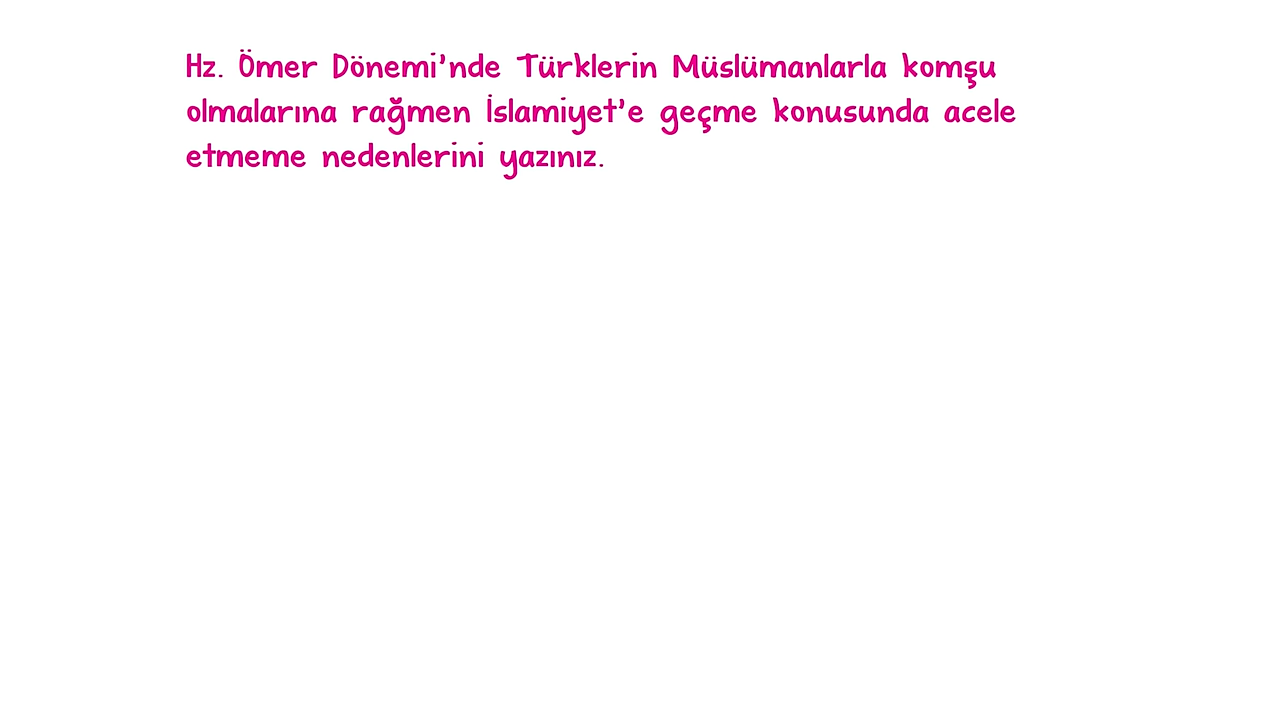 Hz. Ömer Dönemi'nde Türklerin Müslümanlarla komşu
olmalarına rağmen İslamiyet'e geçme konusunda acele
etmeme nedenlerini yazınız.